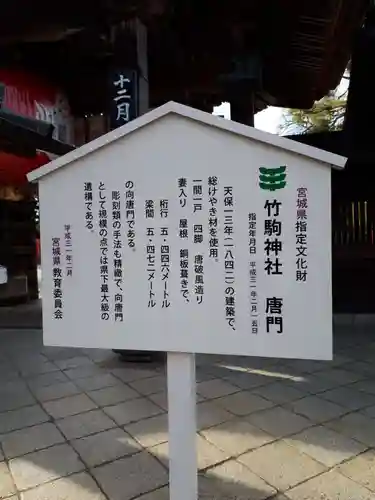 宮城県指定文化財
竹駒神社　唐門
指定年月日　平成三一年二月一五日
天保一三年(一八四二)の建築で、
総けやき材を使用。
一間一戸　四脚　唐破風造り
妻入り　屋根　銅板葺きで、
桁行　五・四四六メートル
梁間　五・四七二メートル
の向唐門である。
彫刻類の手法も精緻で、向唐門
としての規模の点では県下最大級の
遺構である。
平成三一年二月
宮城県教育委員会
十二月